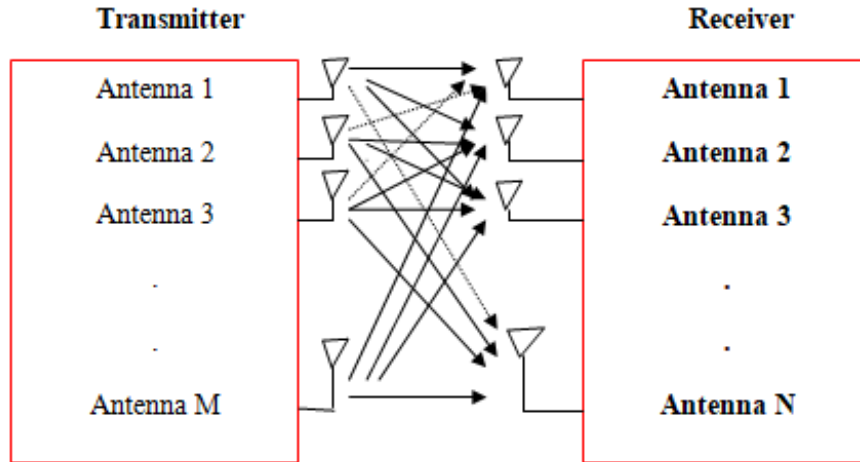 Transmitter Receiver
Antenna 1 Antenna 1
Antenna 2 Antenna 2
Antenna 3 Antenna 3
. .
. .
Antenna M Antenna N